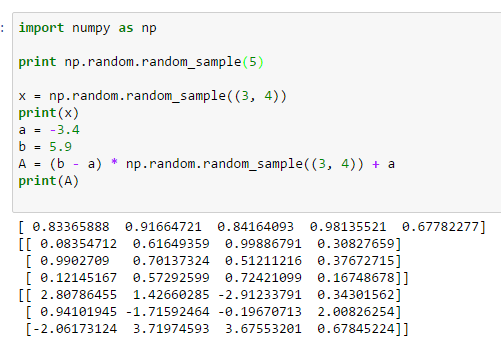 import numpy as np
print np.random.random_sample(5)
x = np.random.random_sample((3, 4))
print(x)
a = -3.4
b = 5.9
A = (b - a) * np.random.random_sample((3, 4)) + a
print(A)
[ 0.83365888  0.91664721  0.84164093  0.98135521  0.67782277]
[[ 0.08354712  0.61649359  0.99886791  0.30827659]
 [ 0.9902709   0.70137324  0.51211216  0.37672715]
 [ 0.12145167  0.57292599  0.72421099  0.16748678]]
[[ 2.80786455  1.42660285 -2.91233791  0.34301562]
 [ 0.94101945 -1.71592464 -0.19670713  2.00826254]
 [-2.06173124  3.71974593  3.67553201  0.67845224]]